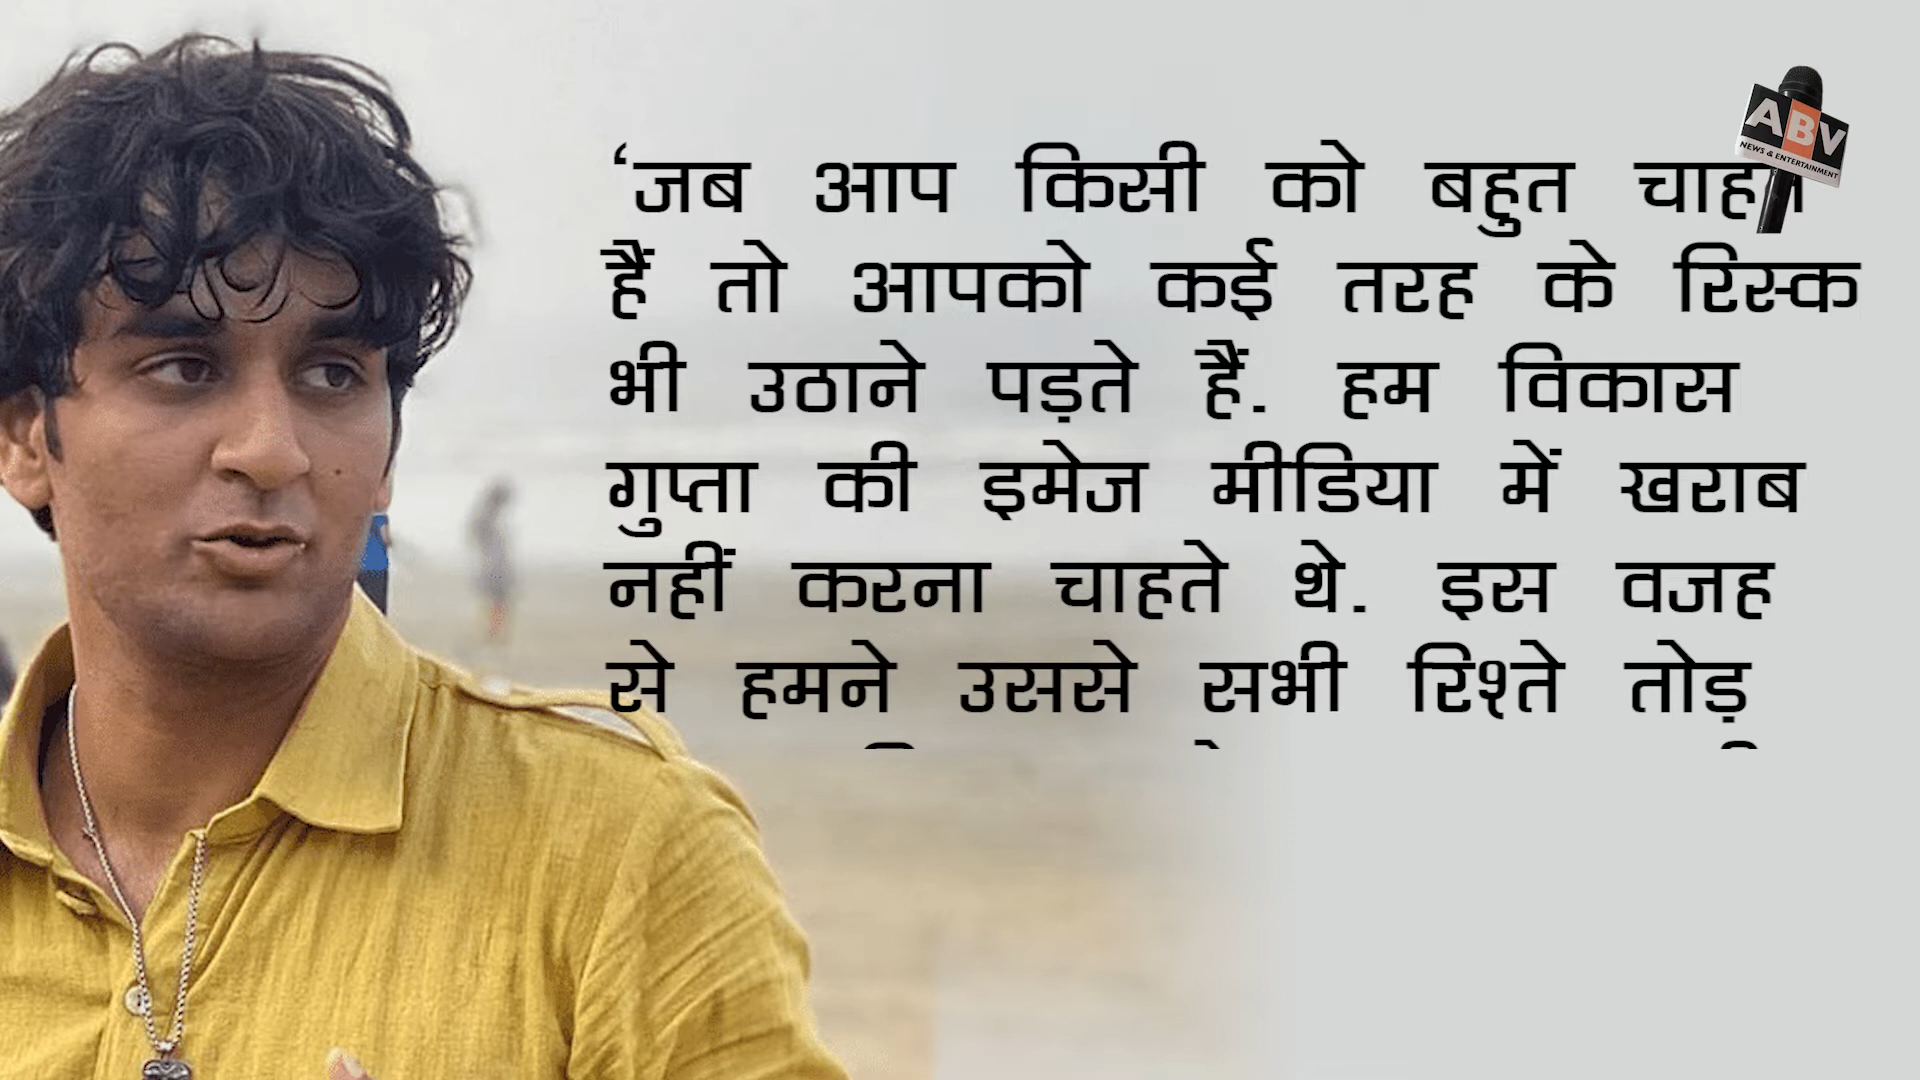 ‘जब आप किसी को बहुत
हैं तो आपको कई तरह के रिस्क
भी उठाने पड़ते हैं. हम विकास
गुप्ता की इमेज मीडिया में खराब
नहीं करना चाहते थे. इस वजह
से हमने उससे सभी रिश्ते तोड़
ABV
NEWS & ENTERTAINMENT